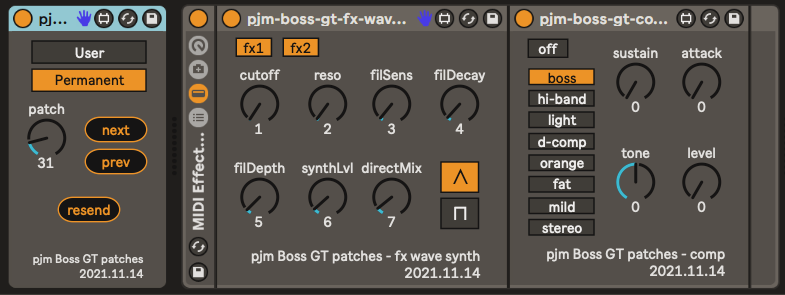 pj...
User
Permanent
patch
31
next
prev
resend
pjm Boss GT patches
2021.11.14
MIDI Effect...
pjm-boss-gt-fx-wav...
fx1 fx2
cutoff reso filSens filDecay
1 2 3 4
filDepth synthLvl directMix
5 6 7
pjm Boss GT patches - fx wave synth
2021.11.14
pjm-boss-gt-co...
off
boss
hi-band
light
d-comp
orange
fat
mild
stereo
sustain attack
0 0
tone level
0 0
pjm Boss GT patches - comp
2021.11.14